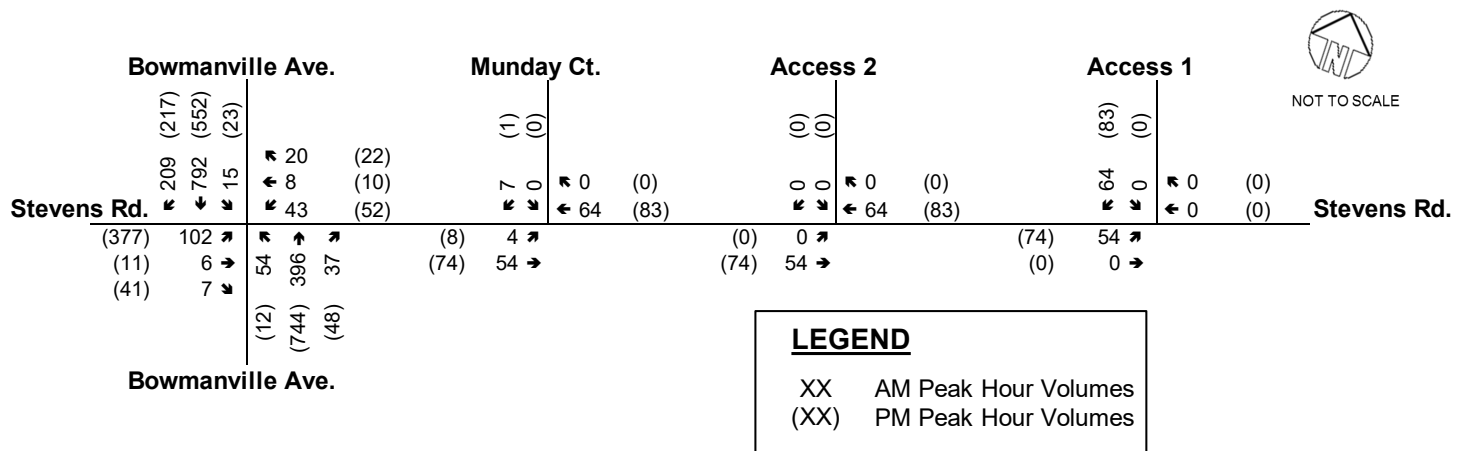 Bowmanville Ave. Munday Ct. Access 2 Access 1
NOT TO SCALE
(217) (552) (23) (1) (0) (0) (0) (83) (0)
209 792 15 7 0 0 0 64 0
↖ 20 (22) ↖ 0 (0) ↖ 0 (0) ↖ 0 (0)
← 8 (10) ← 64 (83) ← 64 (83) ← 0 (0)
↙ 43 (52)
Stevens Rd. ↙ ↓ ↘ ↙ ↘ ↙ ↘ ↙ ↘ Stevens Rd.
(377) 102 ↗ ↖ ↑ ↗ (8) 4 ↗ (0) 0 ↗ (74) 54 ↗
(11) 6 → (74) 54 → (74) 54 → (0) 0 →
(41) 7 ↘
54 396 37
(12) (744) (48)
Bowmanville Ave.
LEGEND
XX AM Peak Hour Volumes
(XX) PM Peak Hour Volumes
N